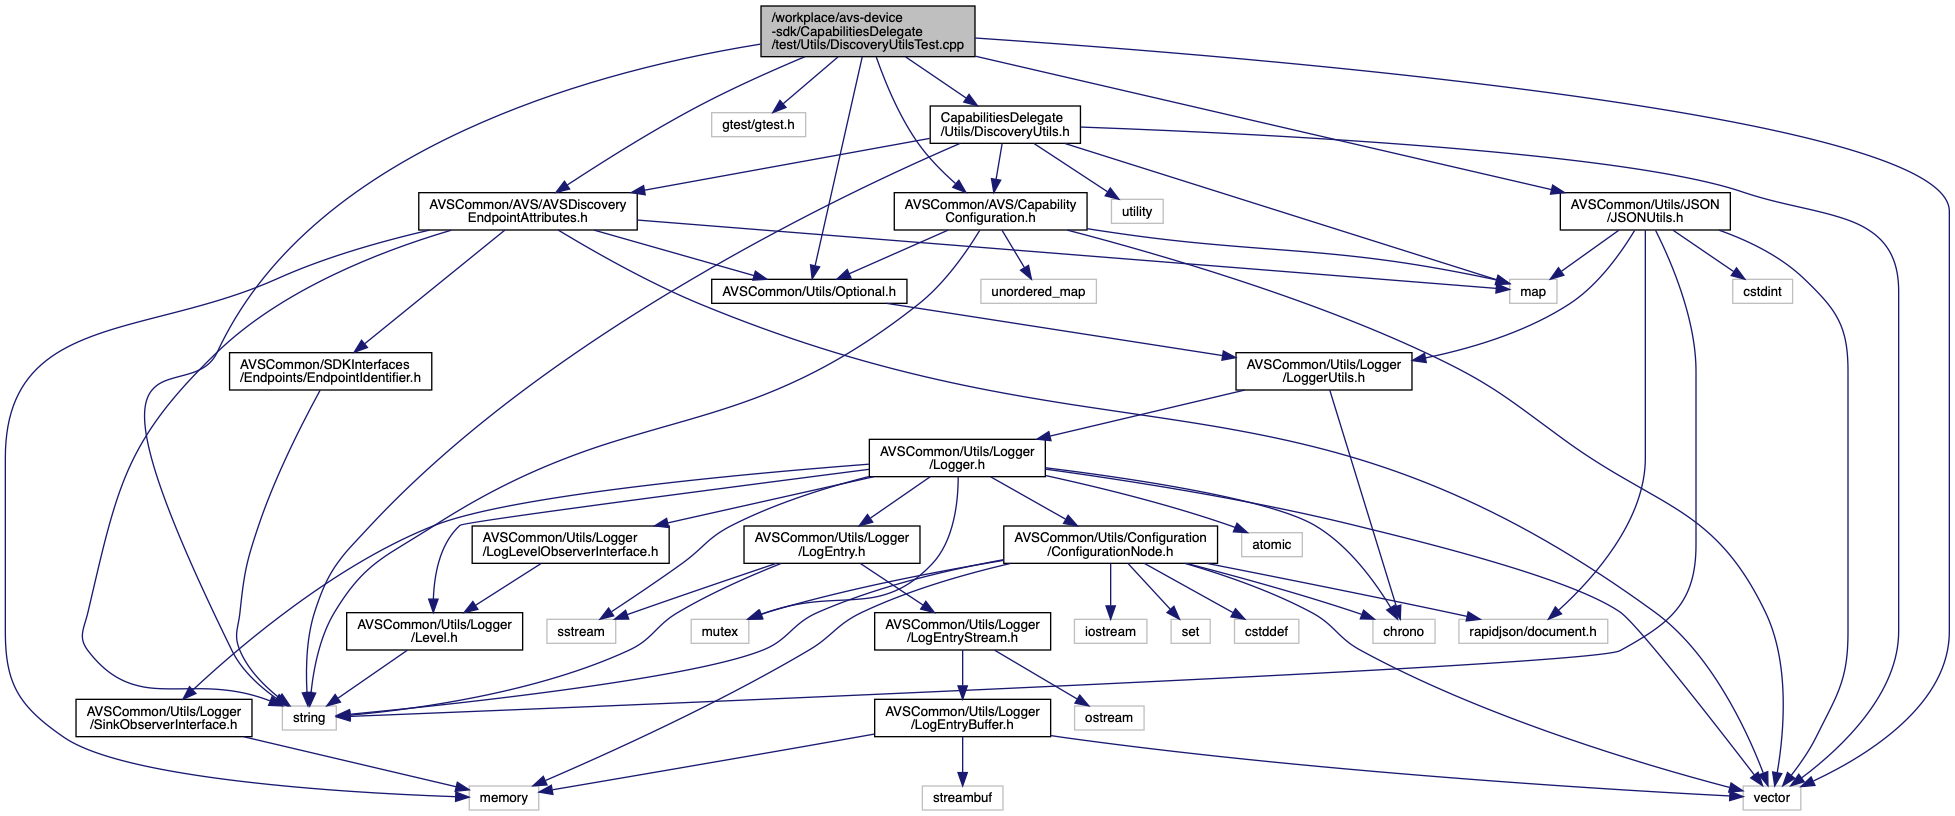 /workplace/avs-device
-sdk/CapabilitiesDelegate
/test/Utils/DiscoveryUtilsTest.cpp
gtest/gtest.h
CapabilitiesDelegate
/Utils/DiscoveryUtils.h
AVSCommon/AVS/AVSDiscovery
EndpointAttributes.h
AVSCommon/AVS/Capability
Configuration.h
utility
AVSCommon/Utils/JSON
/JSONUtils.h
AVSCommon/Utils/Optional.h
unordered_map
map
cstdint
AVSCommon/SDKInterfaces
/Endpoints/EndpointIdentifier.h
AVSCommon/Utils/Logger
/LoggerUtils.h
AVSCommon/Utils/Logger
/Logger.h
AVSCommon/Utils/Logger
/LogLevelObserverInterface.h
AVSCommon/Utils/Logger
/LogEntry.h
AVSCommon/Utils/Configuration
/ConfigurationNode.h
atomic
AVSCommon/Utils/Logger
/Level.h
sstream
mutex
AVSCommon/Utils/Logger
/LogEntryStream.h
iostream
set
cstddef
chrono
rapidjson/document.h
AVSCommon/Utils/Logger
/SinkObserverInterface.h
string
AVSCommon/Utils/Logger
/LogEntryBuffer.h
ostream
memory
streambuf
vector